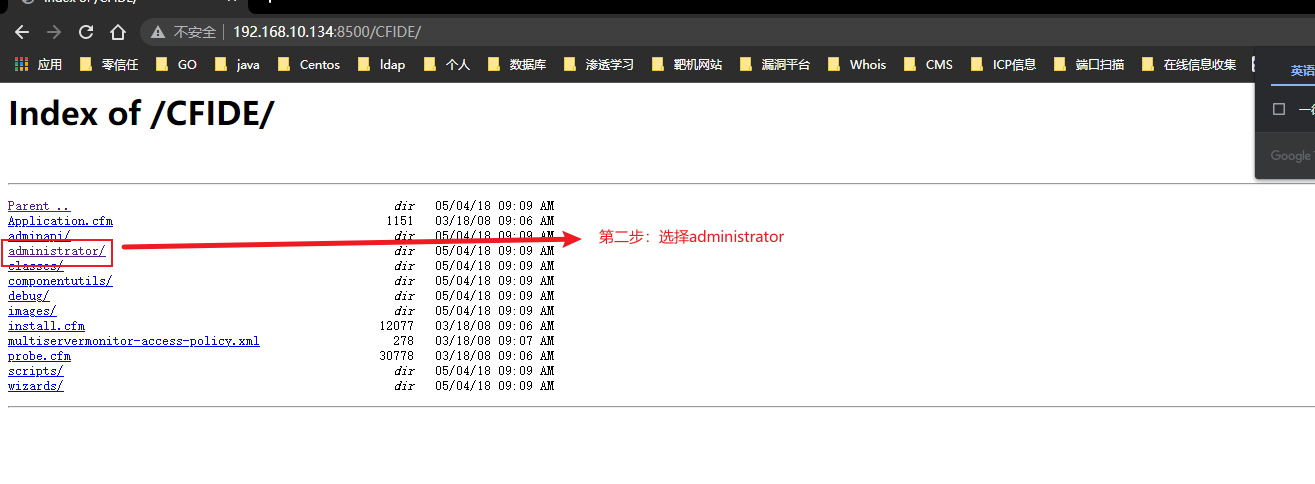 Index of /CFIDE/
不安全 192.168.10.134:8500/CFIDE/
应用 零信任 GO java Centos ldap 个人 数据库 渗透学习 靶机网站 漏洞平台 Whois CMS ICP信息 端口扫描 在线信息收集
英语
Google
Index of /CFIDE/
Parent .. dir 05/04/18 09:09 AM
Application.cfm 1151 03/18/08 09:06 AM
adminapi/ dir 05/04/18 09:09 AM
administrator/ dir 05/04/18 09:09 AM
第二步：选择administrator
classes/ dir 05/04/18 09:09 AM
componentutils/ dir 05/04/18 09:09 AM
debug/ dir 05/04/18 09:09 AM
images/ dir 05/04/18 09:09 AM
install.cfm 12077 03/18/08 09:06 AM
multiservermonitor-access-policy.xml 278 03/18/08 09:07 AM
probe.cfm 30778 03/18/08 09:06 AM
scripts/ dir 05/04/18 09:09 AM
wizards/ dir 05/04/18 09:09 AM